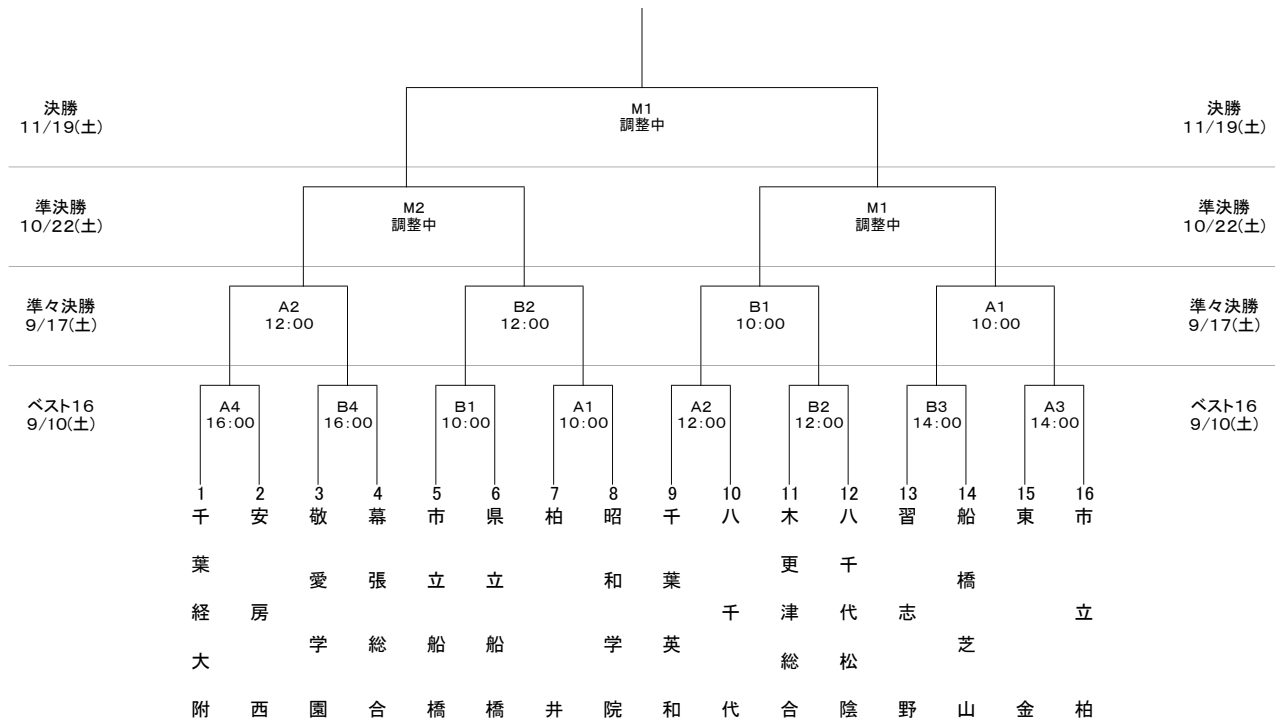 M1
調整中
決勝
11/19(土)
決勝
11/19(土)
準決勝
10/22(土)
M2
調整中
M1
調整中
準決勝
10/22(土)
準々決勝
9/17(土)
A2
12:00
B2
12:00
B1
10:00
A1
10:00
準々決勝
9/17(土)
ベスト16
9/10(土)
A4
16:00
B4
16:00
B1
10:00
A1
10:00
A2
12:00
B2
12:00
B3
14:00
A3
14:00
ベスト16
9/10(土)
1
千葉経大附
2
安房西
3
敬愛学園
4
幕張総合
5
市立船橋
6
県立船橋
7
柏井
8
昭和学院
9
千葉英和
10
八千代
11
木更津総合
12
八千代松陰
13
習志野
14
船橋芝山
15
東金
16
市立柏